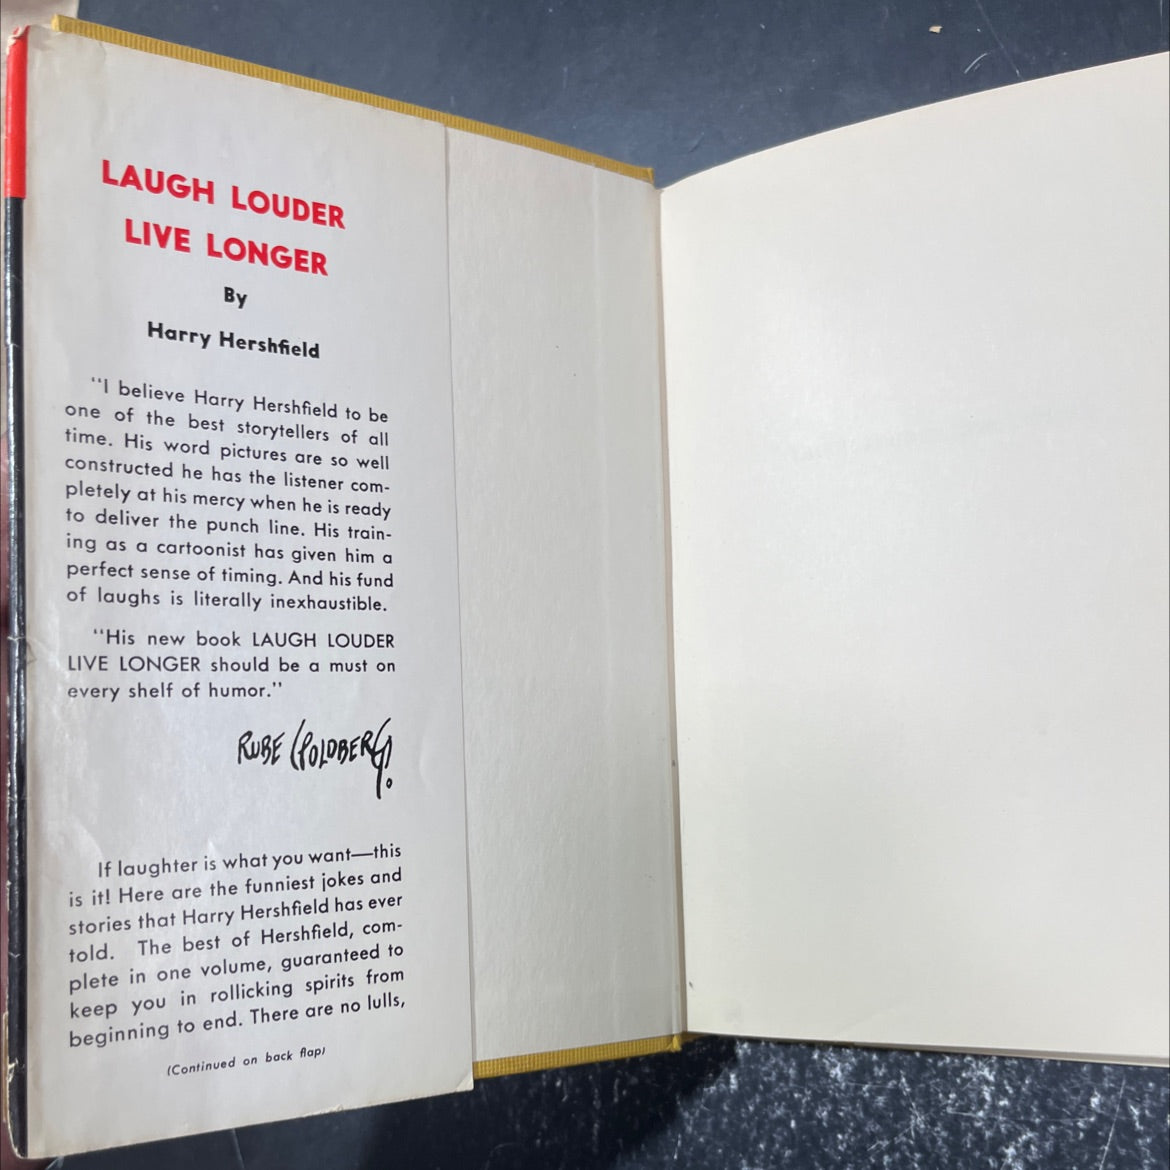 LAUGH LOUDER
LIVE LONGER
By
Harry Hershfield
"I believe Harry Hershfield to be
one of the best storytellers of all
time. His word pictures are so well
constructed he has the listener com-
pletely at his mercy when he is ready
to deliver the punch line. His train-
ing as a cartoonist has given him a
perfect sense of timing. And his fund
of laughs is literally inexhaustible.
"His new book LAUGH LOUDER
LIVE LONGER should be a must on
every shelf of humor."
RUBE GOLDBERG!
If laughter is what you want—this
is it! Here are the funniest jokes and
stories that Harry Hershfield has ever
told. The best of Hershfield, com-
plete in one volume, guaranteed to
keep you in rollicking spirits from
beginning to end. There are no lulls,
(Continued on back flap)